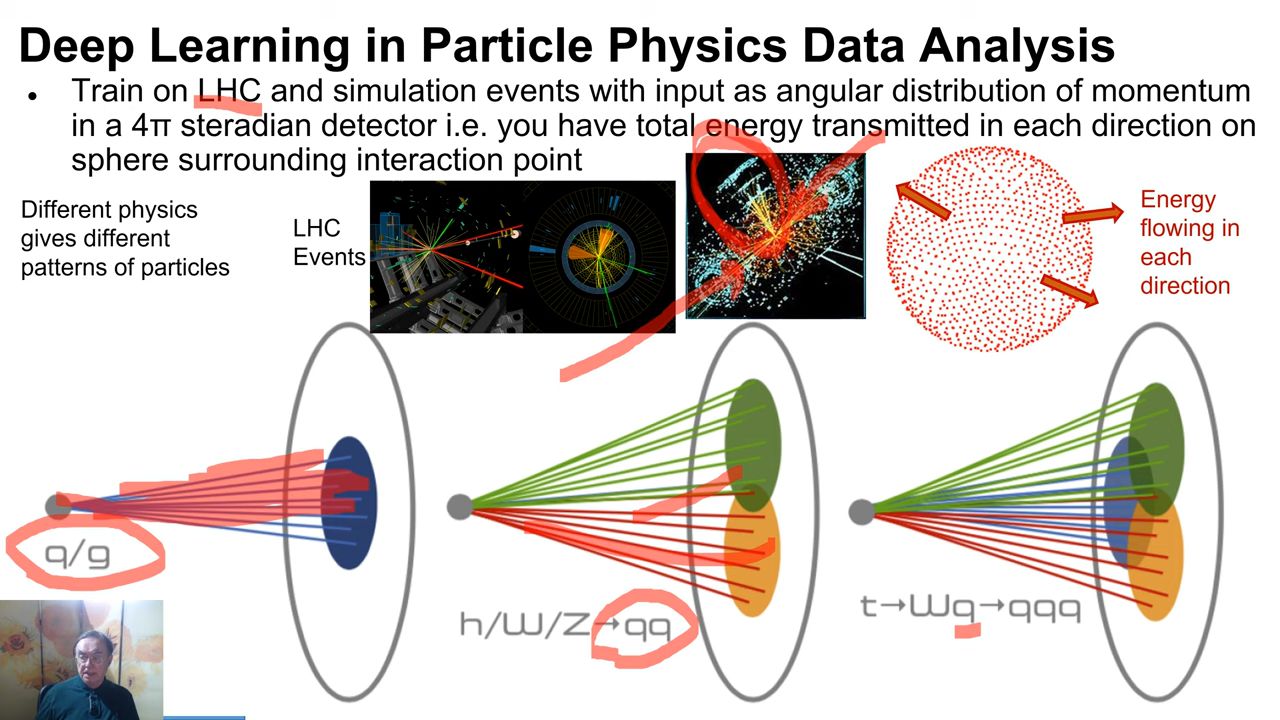 Deep Learning in Particle Physics Data Analysis
● Train on LHC and simulation events with input as angular distribution of momentum
in a 4π steradian detector i.e. you have total energy transmitted in each direction on
sphere surrounding interaction point
Different physics
gives different
patterns of particles
LHC
Events
Energy
flowing in
each
direction
q/g
h/W/Z→qq
t→Wq→qqq